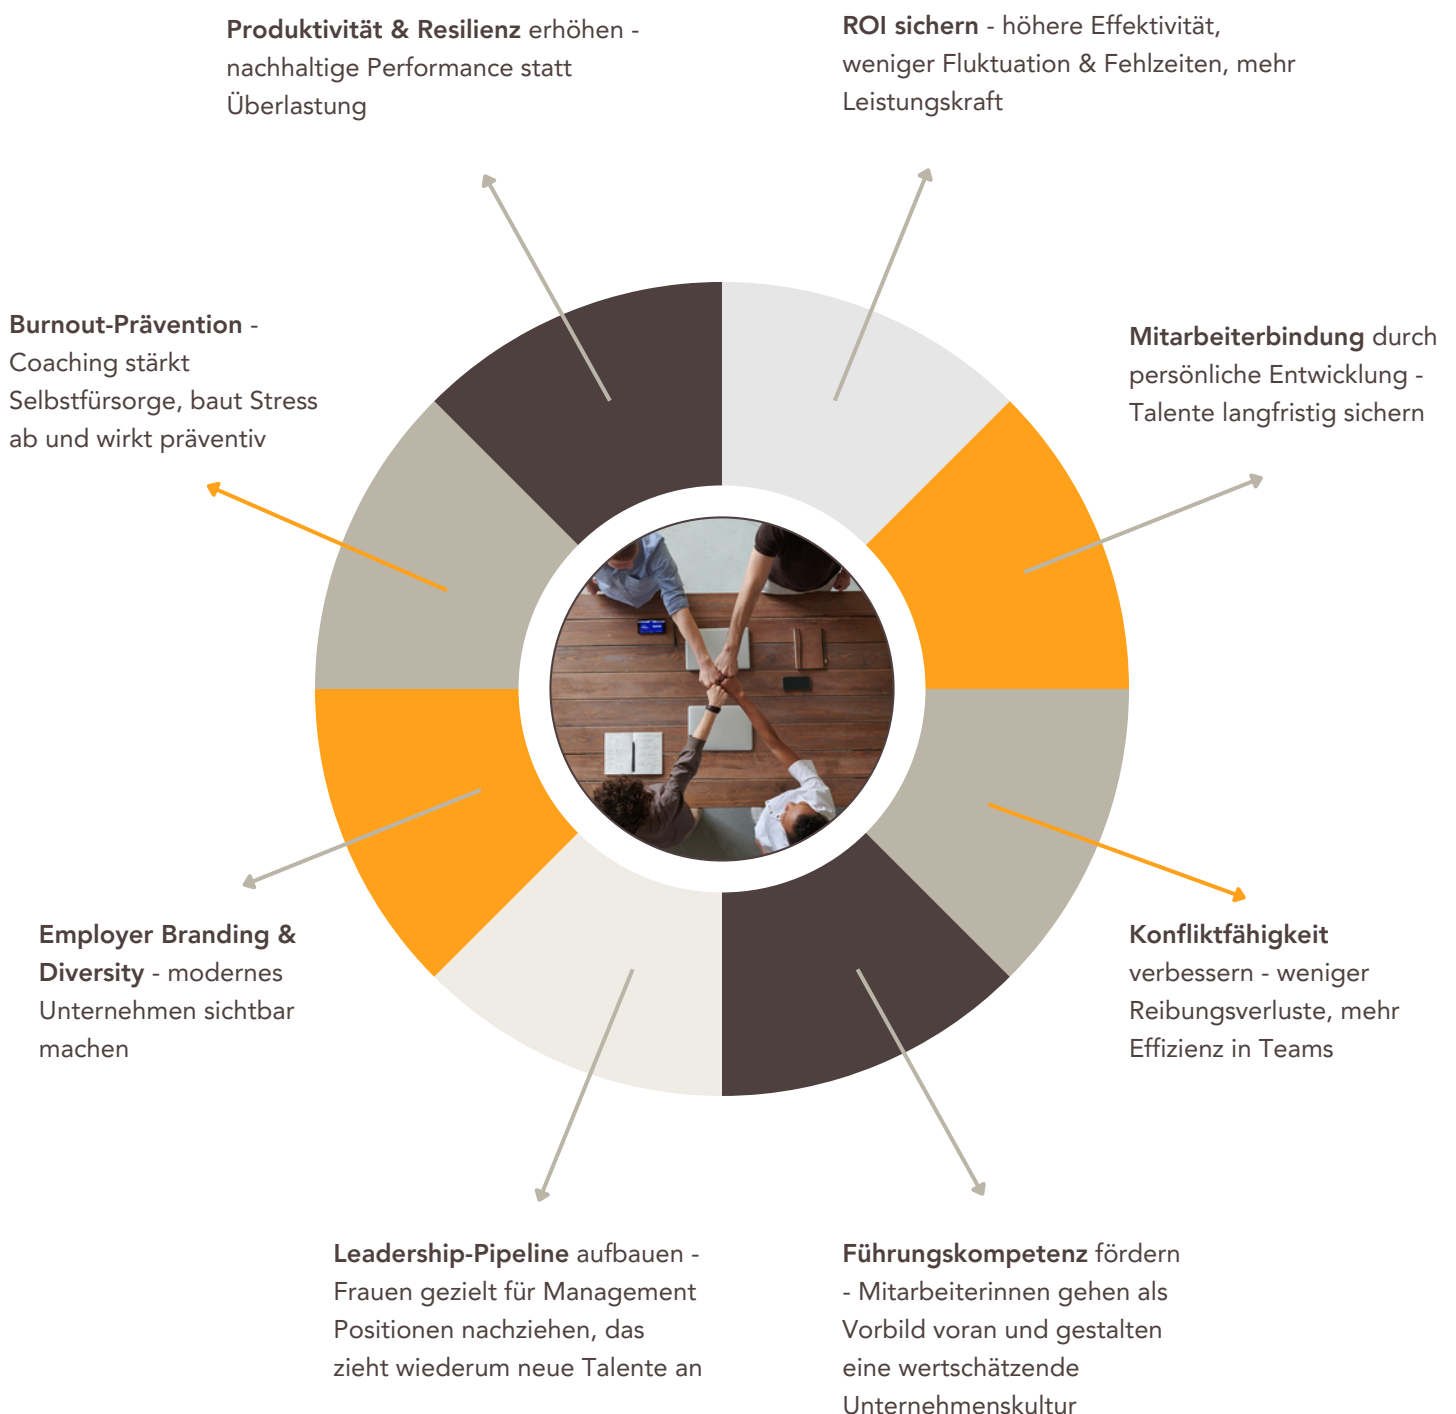 Produktivität & Resilienz erhöhen -
nachhaltige Performance statt
Überlastung
ROI sichern - höhere Effektivität,
weniger Fluktuation & Fehlzeiten, mehr
Leistungskraft
Burnout-Prävention -
Coaching stärkt
Selbstfürsorge, baut Stress
ab und wirkt präventiv
Mitarbeiterbindung durch
persönliche Entwicklung -
Talente langfristig sichern
Employer Branding &
Diversity - modernes
Unternehmen sichtbar
machen
Konfliktfähigkeit
verbessern - weniger
Reibungsverluste, mehr
Effizienz in Teams
Leadership-Pipeline aufbauen -
Frauen gezielt für Management
Positionen nachziehen, das
zieht wiederum neue Talente an
Führungskompetenz fördern
- Mitarbeiterinnen gehen als
Vorbild voran und gestalten
eine wertschätzende
Unternehmenskultur